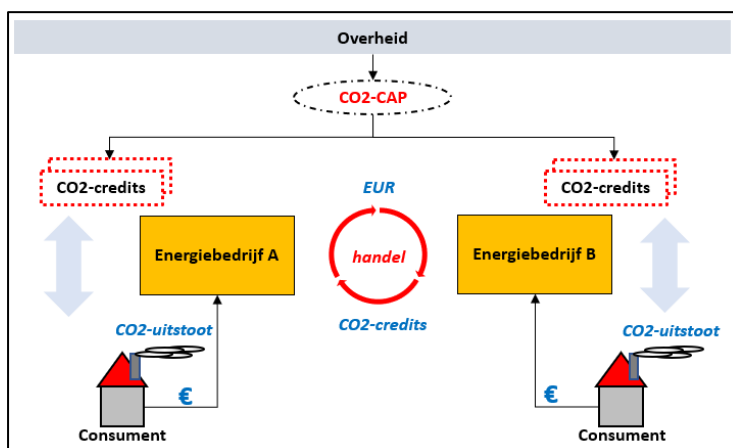 Overheid
CO2-CAP
CO2-credits
CO2-credits
EUR
Energiebedrijf A
handel
Energiebedrijf B
CO2-uitstoot
CO2-credits
CO2-uitstoot
€
€
Consument
Consument